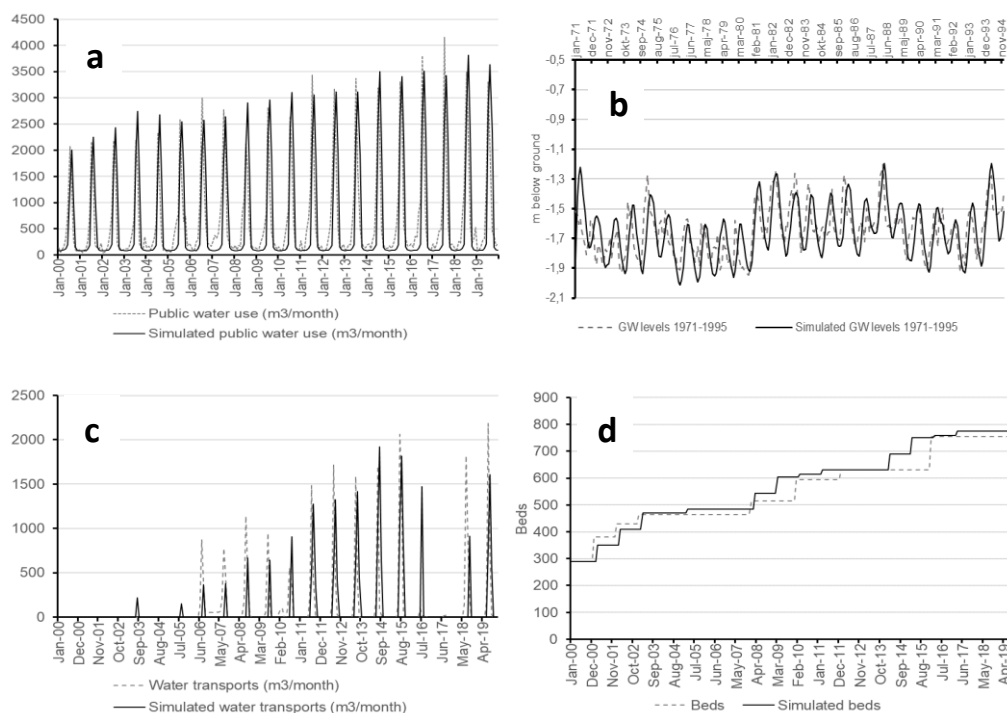 a
4500
4000
3500
3000
2500
2000
1500
1000
500
0
Jan-00 Jan-01 Jan-02 Jan-03 Jan-04 Jan-05 Jan-06 Jan-07 Jan-08 Jan-09 Jan-10 Jan-11 Jan-12 Jan-13 Jan-14 Jan-15 Jan-16 Jan-17 Jan-18 Jan-19
Public water use (m3/month)
Simulated public water use (m3/month)
jan-71 dec-71 nov-72 okt-73 sep-74 aug-75 jul-76 jun-77 maj-78 apr-79 mar-80 feb-81 jan-82 dec-82 nov-83 okt-84 sep-85 aug-86 jul-87 jun-88 maj-89 apr-90 mar-91 feb-92 jan-93 dec-93 nov-94
b
-0,5
-0,7
-0,9
-1,1
-1,3
-1,5
-1,7
-1,9
-2,1
m below ground
GW levels 1971-1995 Simulated GW levels 1971-1995
c
2500
2000
1500
1000
500
0
Jan-00 Dec-00 Nov-01 Oct-02 Sep-03 Aug-04 Jul-05 Jun-06 May-07 Apr-08 Mar-09 Feb-10 Jan-11 Dec-11 Nov-12 Oct-13 Sep-14 Aug-15 Jul-16 Jun-17 May-18 Apr-19
Water transports (m3/month)
Simulated water transports (m3/month)
d
900
800
700
600
500
400
300
200
100
0
Beds
Jan-00 Dec-00 Nov-01 Oct-02 Sep-03 Aug-04 Jul-05 Jun-06 May-07 Apr-08 Mar-09 Feb-10 Jan-11 Dec-11 Nov-12 Oct-13 Sep-14 Aug-15 Jul-16 Jun-17 May-18 Apr-19
Beds Simulated beds